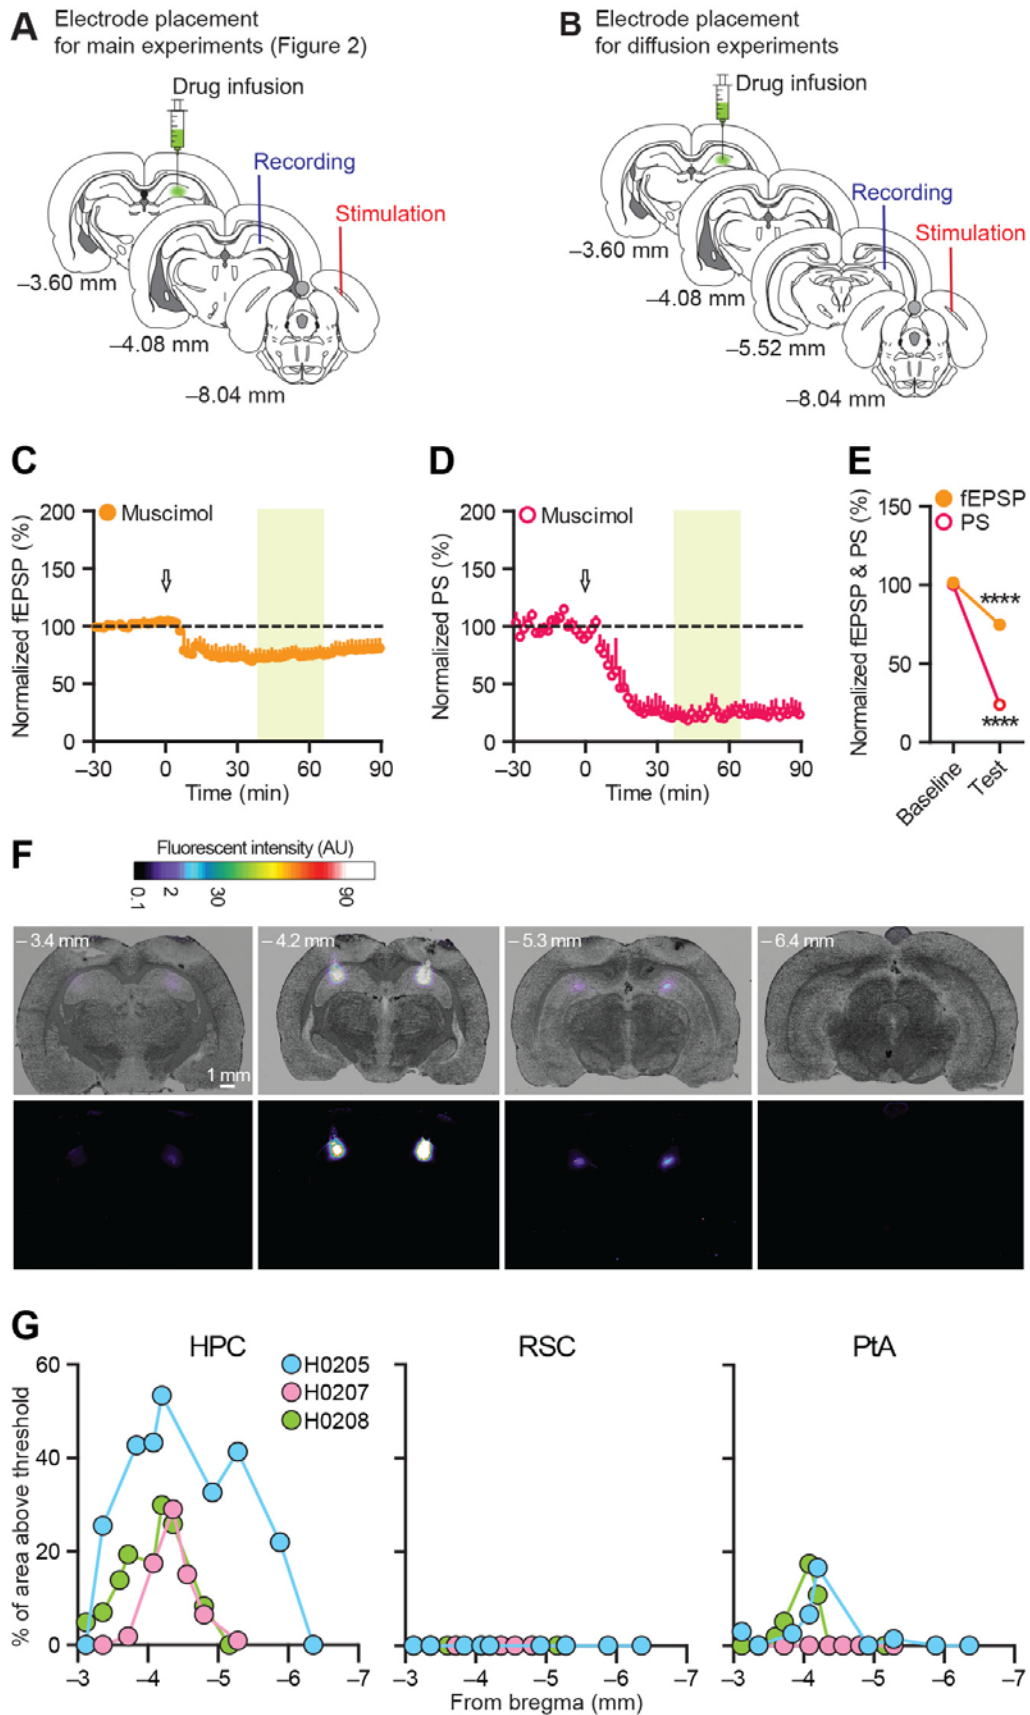 A Electrode placement
for main experiments (Figure 2)
Drug infusion
Recording
Stimulation
–3.60 mm
–4.08 mm
–8.04 mm
B Electrode placement
for diffusion experiments
Drug infusion
Recording
Stimulation
–3.60 mm
–4.08 mm
–5.52 mm
–8.04 mm
C
Muscimol
Normalized fEPSP (%)
200
150
100
50
0
–30 0 30 60 90
Time (min)
D
Muscimol
Normalized PS (%)
200
150
100
50
0
–30 0 30 60 90
Time (min)
E
fEPSP
PS
Normalized fEPSP & PS (%)
150
100
50
0
****
****
Baseline
Test
F
Fluorescent intensity (AU)
0.1 2 30 90
– 3.4 mm
1 mm
– 4.2 mm
– 5.3 mm
– 6.4 mm
G
HPC
H0205
H0207
H0208
% of area above threshold
60
40
20
0
–3 –4 –5 –6 –7
RSC
–3 –4 –5 –6 –7
PtA
–3 –4 –5 –6 –7
From bregma (mm)